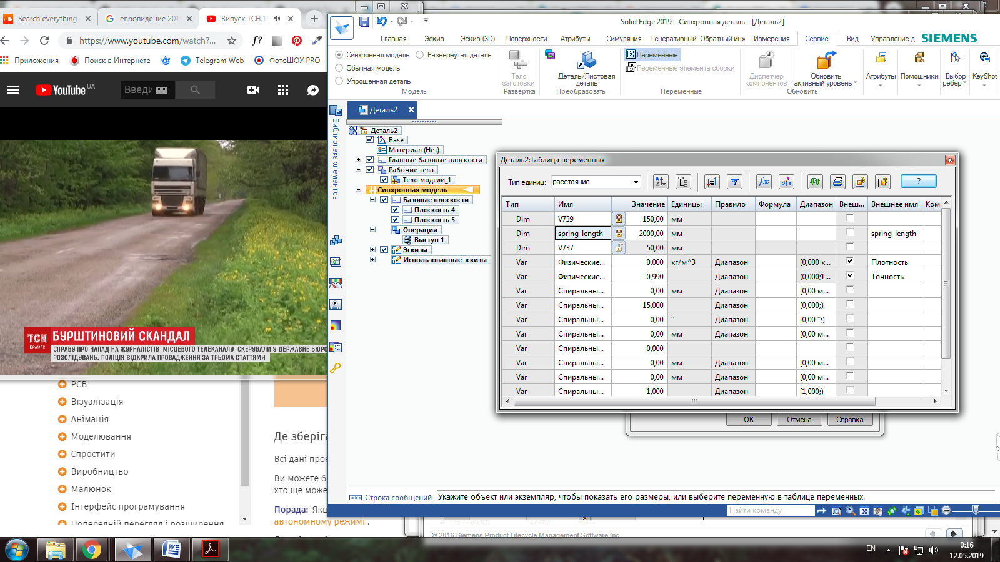 Search everything
евровидение 201
Випуск ТСН.1
https://www.youtube.com/watch?...
f?
Приложения
Поиск в Интернете
Telegram Web
ФотоШОУ PRO -
YouTube UA
Введи
ТСН
ВРАЖАЄ
БУРШТИНОВИЙ СКАНДАЛ
СПРАВУ ПРО НАПАД НА ЖУРНАЛІСТІВ МІСЦЕВОГО ТЕЛЕКАНАЛУ СКЕРУВАЛИ У ДЕРЖАВНЕ БЮРО
РОЗСЛІДУВАНЬ. ПОЛІЦІЯ ВІДКРИЛА ПРОВАДЖЕННЯ ЗА ТРЬОМА СТАТТЯМИ
PCB
Візуалізація
Анімація
Моделювання
Спростити
Виробництво
Малюнок
Інтерфейс програмування
Попередній перегляд і розширення
Де зберіга
Всі дані прое
Ви можете б
хто ще може
Порада: Якщ
автономному режимі .
Solid Edge 2019 - Синхронная деталь - [Деталь2]
Главная
Эскиз
Эскиз (3D)
Поверхности
Атрибуты
Симуляция
Генеративный
Обратный инж
Измерения
Сервис
Вид
Управление д
SIEMENS
Синхронная модель
Развернутая деталь
Обычная модель
Упрощенная деталь
Модель
Тело
заготовки
Развертка
Деталь/Листовая
деталь
Преобразовать
Переменные
Переменные элемента сборки
Переменные
Диспетчер
компонентов
Обновить
активный уровень
Обновить
Атрибуты
Помощники
Выбор
ребер
KeyShot
Библиотека элементов
Деталь2
Деталь2
Base
Материал (Нет)
Главные базовые плоскости
Рабочие тела
Тело модели_1
Синхронная модель
Базовые плоскости
Плоскость 4
Плоскость 5
Операции
Выступ 1
Эскизы
Использованные эскизы
Деталь2:Таблица переменных
Тип единиц: расстояние
?
Тип Имя Значение Единицы Правило Формула Диапазон Внеш... Внешнее имя Ком
Dim V739 150,00 мм
Dim spring_length 2000,00 мм spring_length
Dim V737 50,00 мм
Var Физические... 0,000 кг/м^3 Диапазон [0,000 к... Плотность
Var Физические... 0,990 Диапазон (0,000;1... Точность
Var Спиральны... 0,00 мм Диапазон [0,00 м...
Var Спиральны... 15,000 Диапазон [0,000;)
Var Спиральны... 0,00 ° Диапазон [0,00 °;)
Var Спиральны... 0,00 мм Диапазон [0,00 м...
Var Спиральны... 0,000
Var Спиральны... 0,00 мм Диапазон [0,00 м...
Var Спиральны... 0,00 мм Диапазон [0,00 м...
Var Спиральны... 1,000 Диапазон [1,000;)
OK
Отмена
Справка
Строка сообщений
Укажите объект или экземпляр, чтобы показать его размеры, или выберите переменную в таблице переменных.
Найти команду
© 2016 Siemens Product Lifecycle Management Software Inc
EN
0:16
12.05.2019